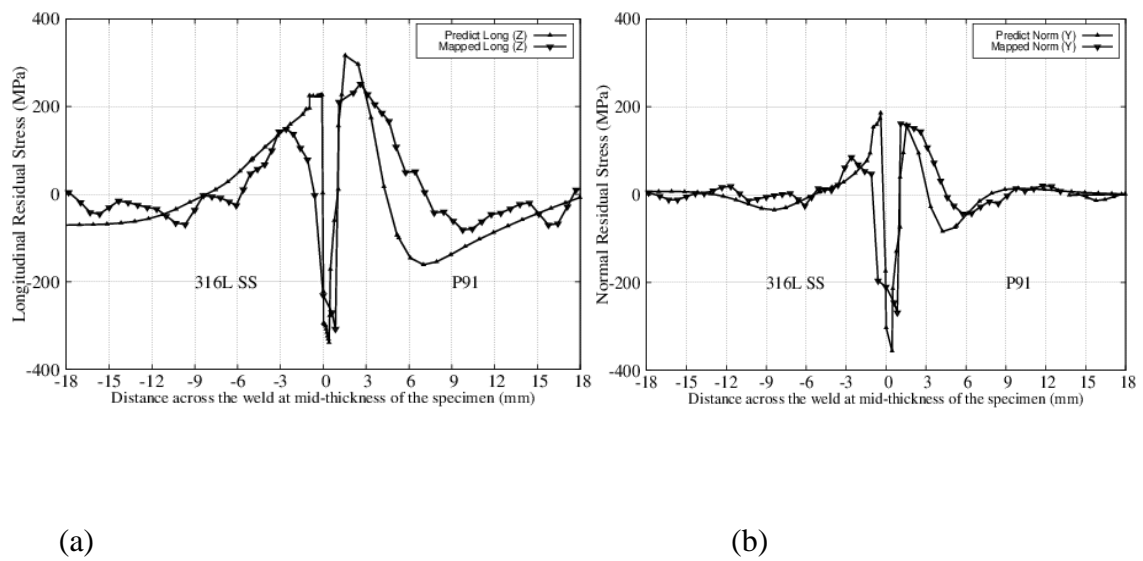 400
200
0
-200
-400
Longitudinal Residual Stress (MPa)
Predict Long (Z)
Mapped Long (Z)
316L SS
P91
-18 -15 -12 -9 -6 -3 0 3 6 9 12 15 18
Distance across the weld at mid-thickness of the specimen (mm)
400
200
0
-200
-400
Normal Residual Stress (MPa)
Predict Norm (Y)
Mapped Norm (Y)
316L SS
P91
-18 -15 -12 -9 -6 -3 0 3 6 9 12 15 18
Distance across the weld at mid-thickness of the specimen (mm)
(a)
(b)